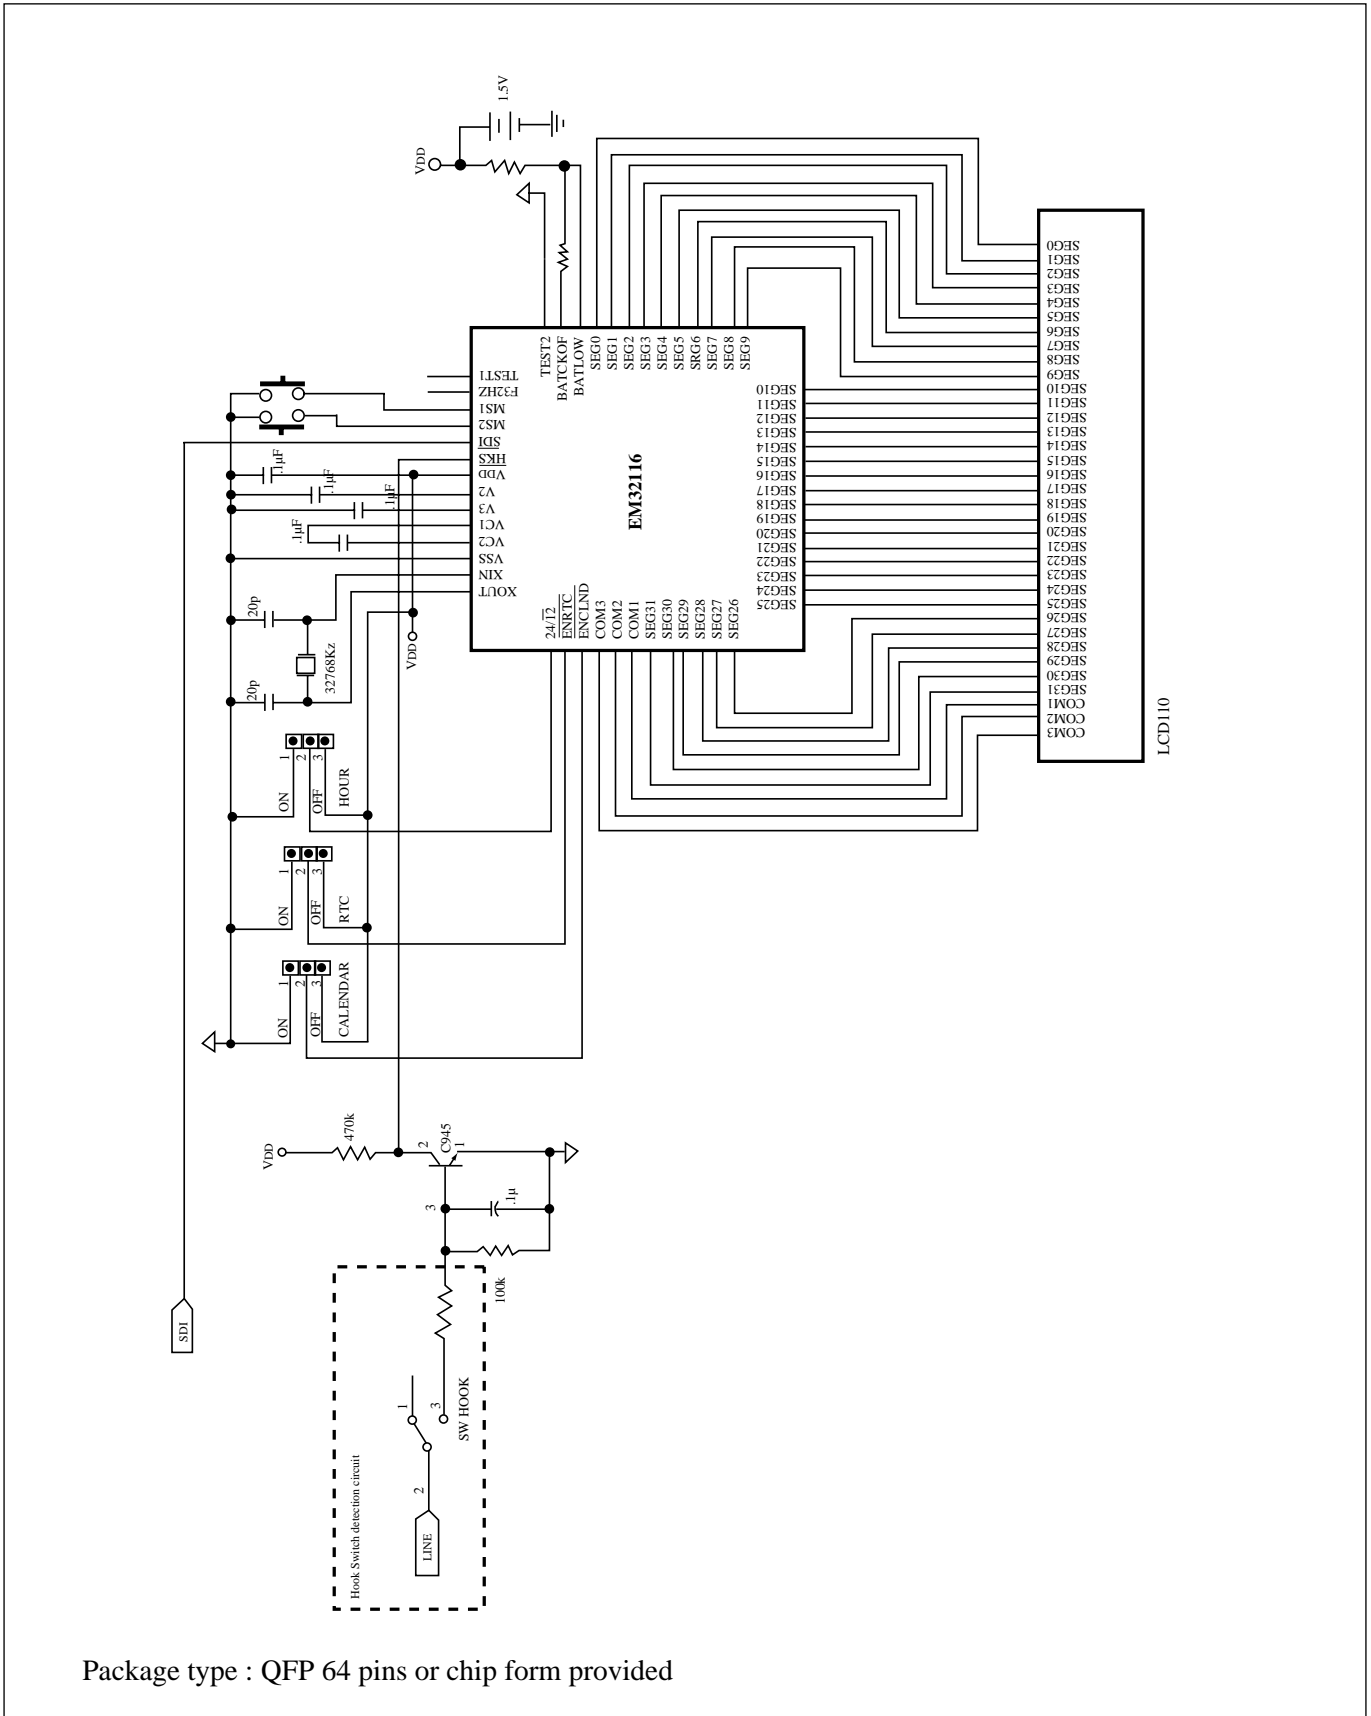 1.5V
VDD
TEST2
BATCKOF
BATLOW
SEG0
SEG1
SEG2
SEG3
SEG4
SEG5
SRG6
SEG7
SEG8
SEG9
TEST1
F32HZ
MS1
MS2
SDI
HKS
VDD
V2
V3
VC1
VC2
VSS
XIN
XOUT
EM32116
SEG10
SEG11
SEG12
SEG13
SEG14
SEG15
SEG16
SEG17
SEG18
SEG19
SEG20
SEG21
SEG22
SEG23
SEG24
SEG25
24/12
ENRTC
ENCLND
COM3
COM2
COM1
SEG31
SEG30
SEG29
SEG28
SEG27
SEG26
SEG0
SEG1
SEG2
SEG3
SEG4
SEG5
SEG6
SEG7
SEG8
SEG9
SEG10
SEG11
SEG12
SEG13
SEG14
SEG15
SEG16
SEG17
SEG18
SEG19
SEG20
SEG21
SEG22
SEG23
SEG24
SEG25
SEG26
SEG27
SEG28
SEG29
SEG30
SEG31
COM1
COM2
COM3
LCD110
.1µF
.1µF
.1µF
.1µF
20p
32768Kz
20p
VDD
1
2
3
ON
OFF
HOUR
1
2
3
ON
OFF
RTC
1
2
3
ON
OFF
CALENDAR
VDD
470k
2
C945
1
3
.1µ
100k
SDI
1
3
SW HOOK
2
LINE
Hook Switch detection circuit
Package type : QFP 64 pins or chip form provided